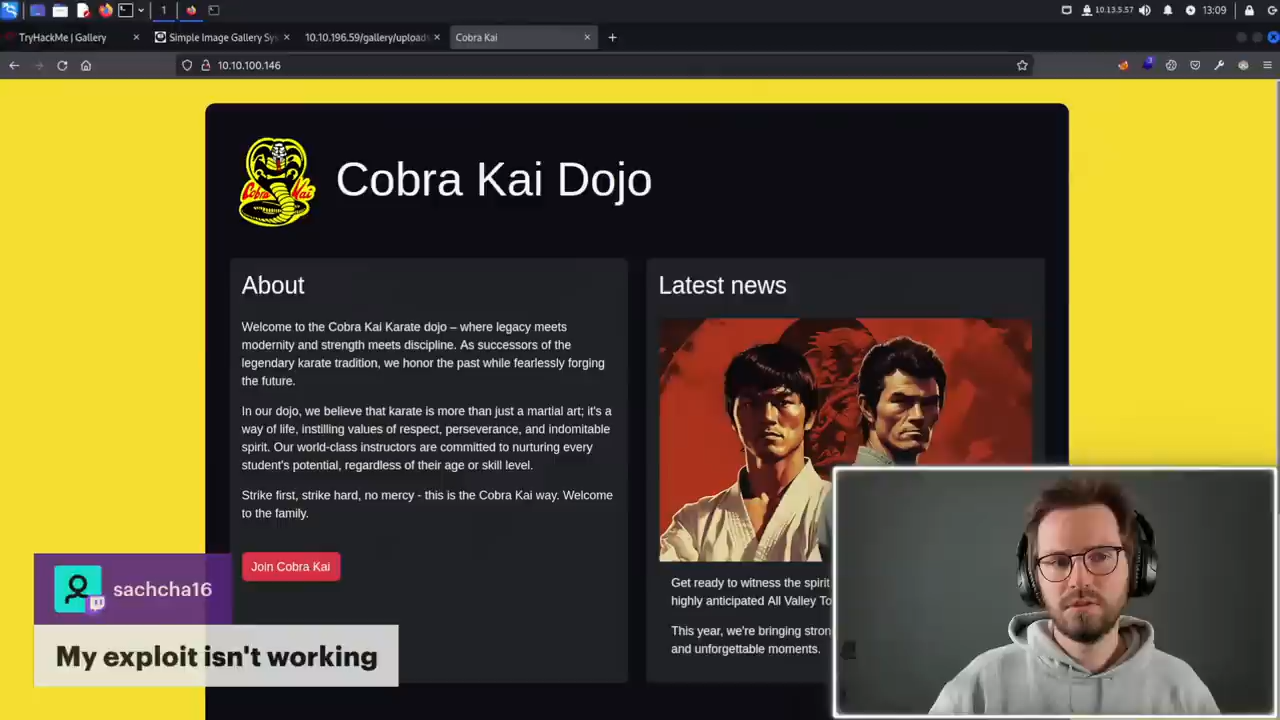 1
10.13.5.57
13:09
TryHackMe | Gallery
Simple Image Gallery Sy
10.10.196.59/gallery/upload
Cobra Kai
10.10.100.146
Cobra Kai
Cobra Kai Dojo
About
Welcome to the Cobra Kai Karate dojo – where legacy meets
modernity and strength meets discipline. As successors of the
legendary karate tradition, we honor the past while fearlessly forging
the future.
In our dojo, we believe that karate is more than just a martial art; it's a
way of life, instilling values of respect, perseverance, and indomitable
spirit. Our world-class instructors are committed to nurturing every
student's potential, regardless of their age or skill level.
Strike first, strike hard, no mercy - this is the Cobra Kai way. Welcome
to the family.
Join Cobra Kai
Latest news
Get ready to witness the spirit
highly anticipated All Valley To
This year, we're bringing stron
and unforgettable moments.
sachcha16
My exploit isn't working